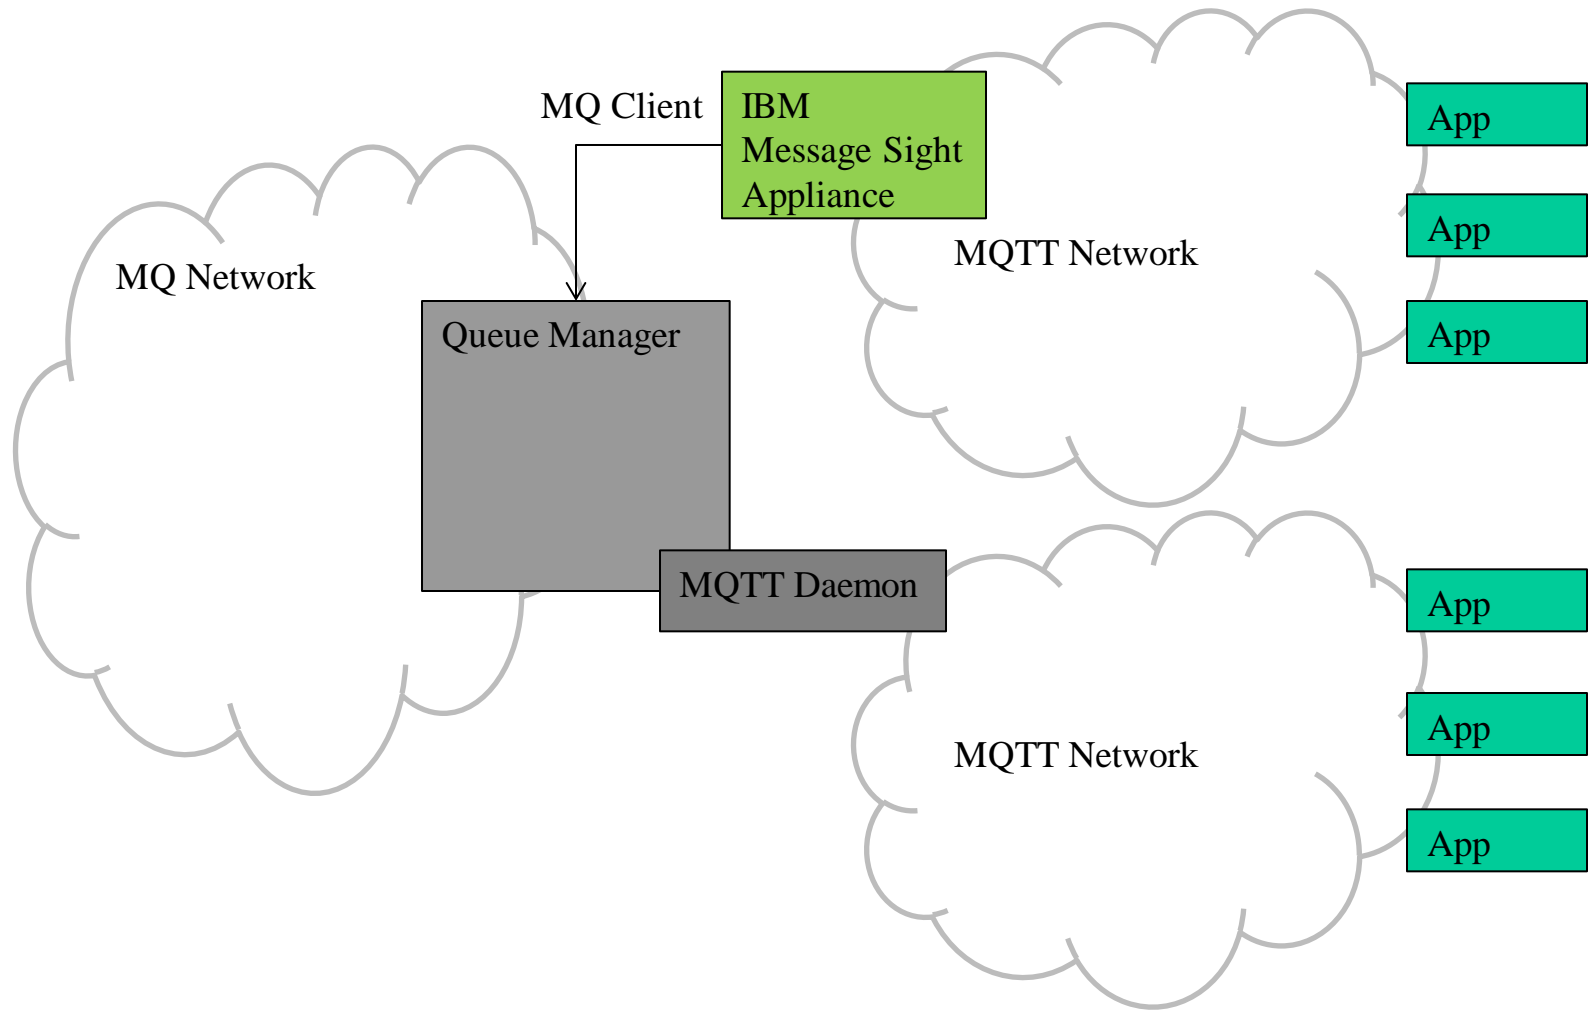 MQ Client
IBM
Message Sight
Appliance
App
App
App
MQTT Network
MQ Network
Queue Manager
MQTT Daemon
App
App
App
MQTT Network